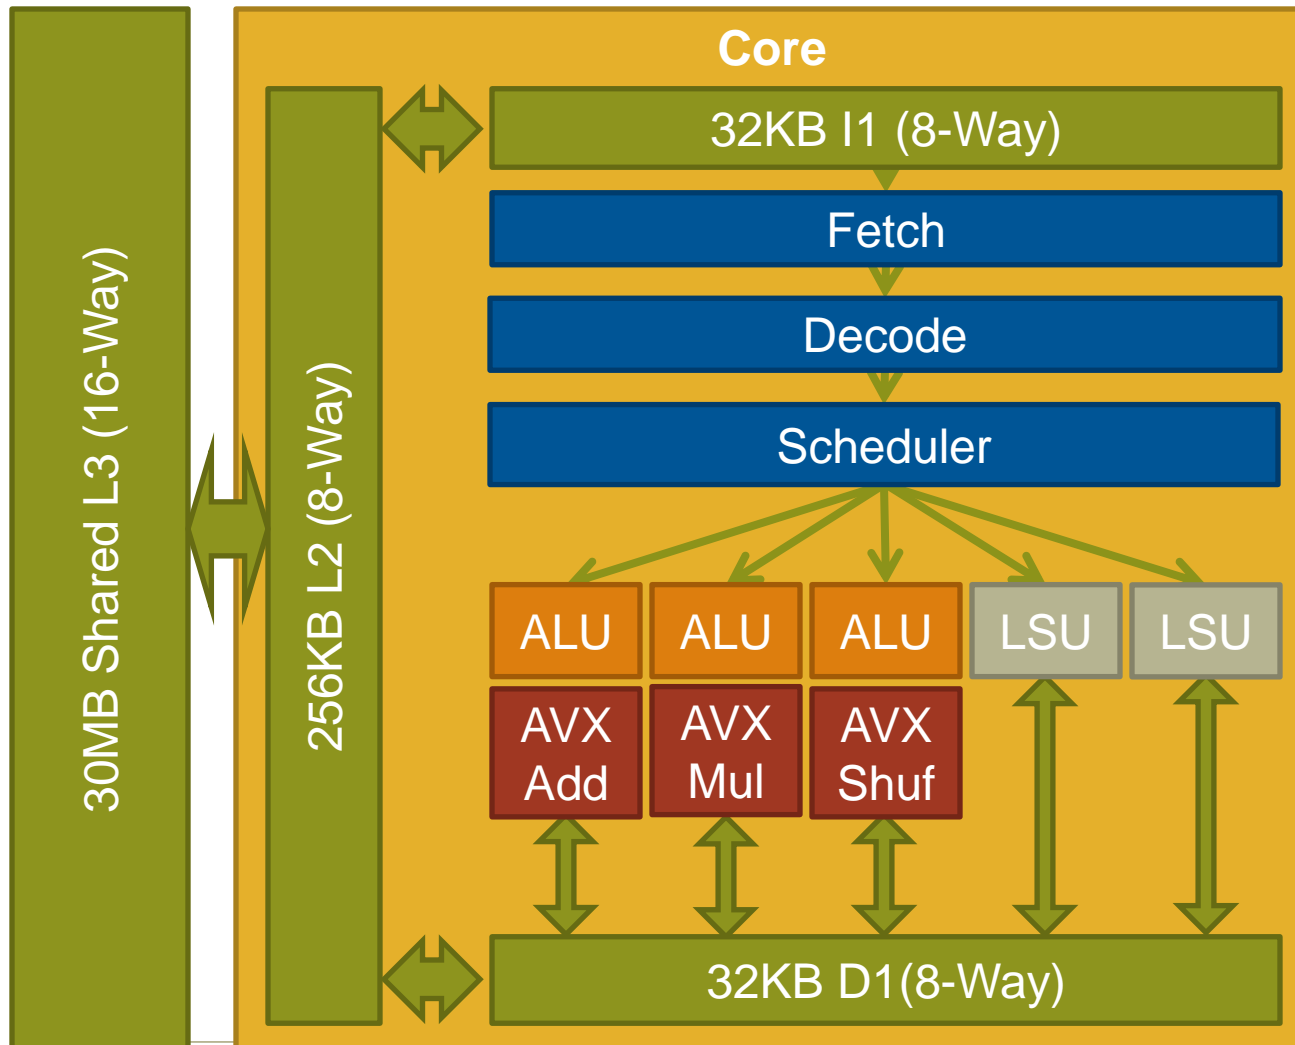 Core
30MB Shared L3 (16-Way)
256KB L2 (8-Way)
32KB I1 (8-Way)
Fetch
Decode
Scheduler
ALU
ALU
ALU
LSU
LSU
AVX
Add
AVX
Mul
AVX
Shuf
32KB D1(8-Way)